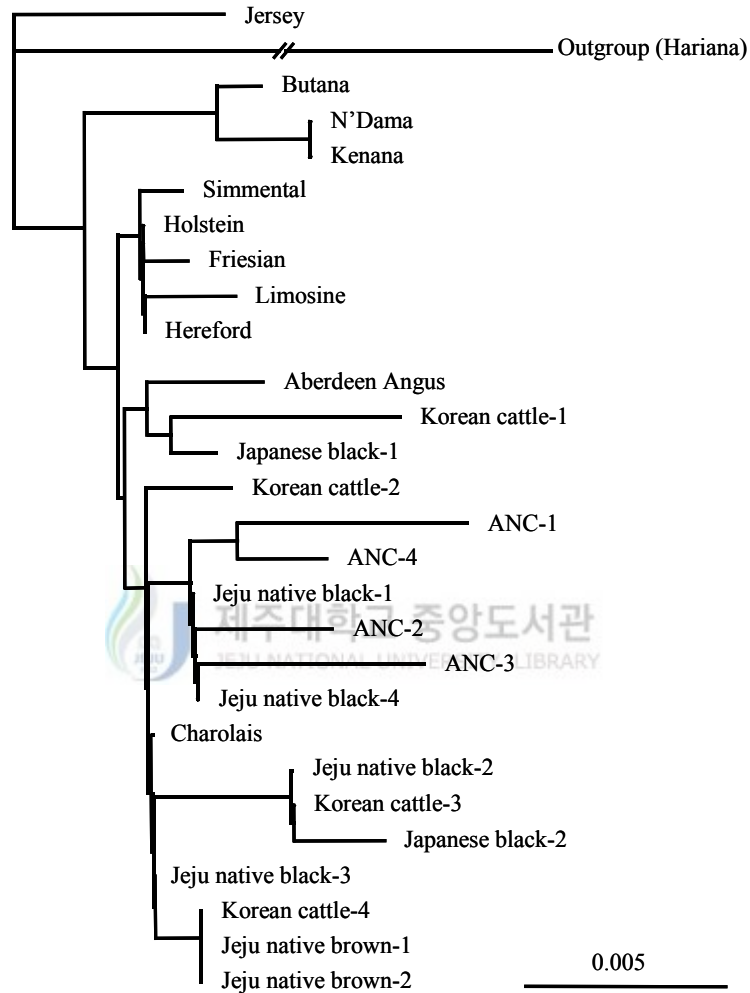 Jersey
Outgroup (Hariana)
Butana
N'Dama
Kenana
Simmental
Holstein
Friesian
Limosine
Hereford
Aberdeen Angus
Korean cattle-1
Japanese black-1
Korean cattle-2
ANC-1
ANC-4
Jeju native black-1
제주대학교 중앙도서관
ANC-2
JEJU
JEJU NATIONAL UNIVERSITY LIBRARY
ANC-3
Jeju native black-4
Charolais
Jeju native black-2
Korean cattle-3
Japanese black-2
Jeju native black-3
Korean cattle-4
Jeju native brown-1
0.005
Jeju native brown-2